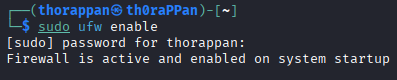 ┌──(thorappan㉿th0raPPan)-[~]
└─$ sudo ufw enable
[sudo] password for thorappan:
Firewall is active and enabled on system startup